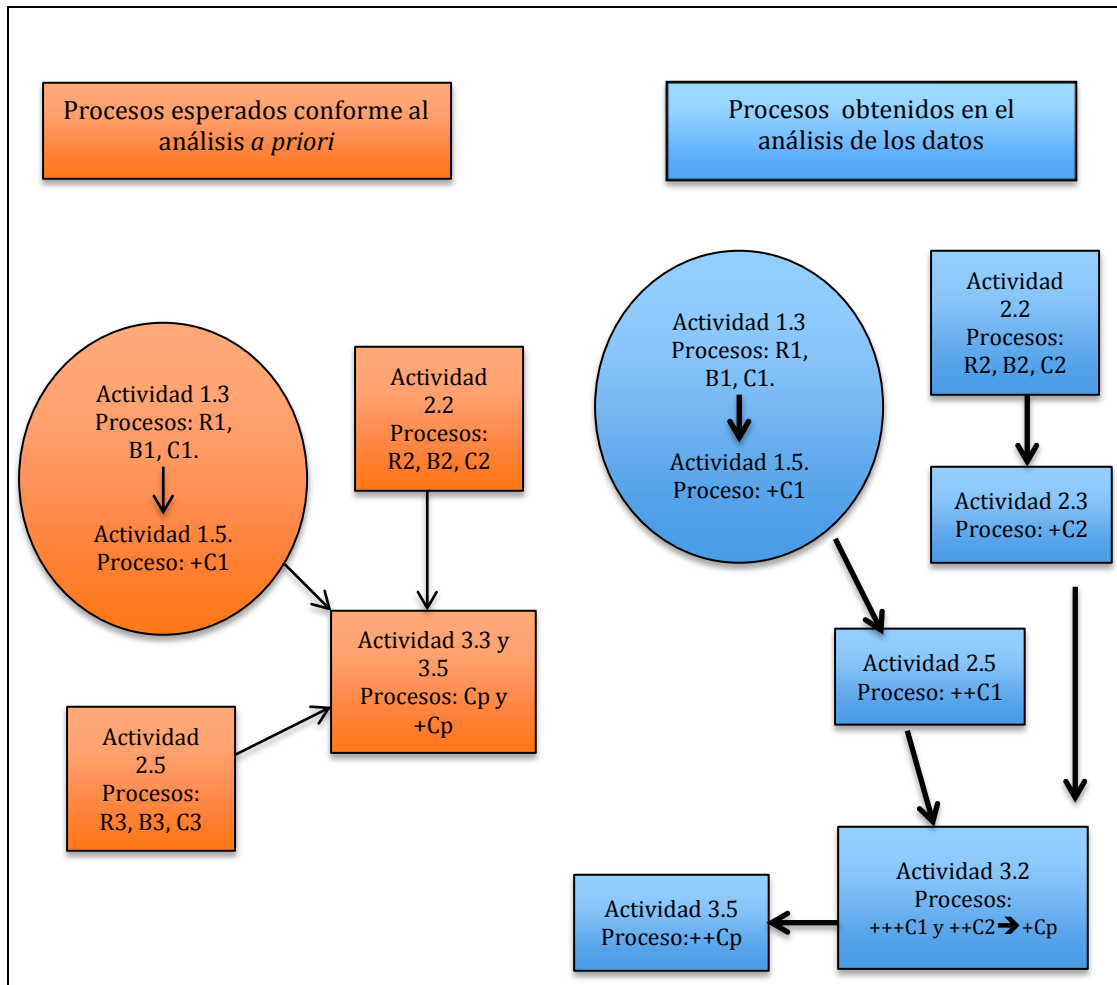 Procesos esperados conforme al
análisis a priori
Procesos obtenidos en el
análisis de los datos
Actividad 1.3
Procesos: R1,
B1, C1.
Actividad 1.5.
Proceso: +C1
Actividad
2.2
Procesos:
R2, B2, C2
Actividad 3.3 y
3.5
Procesos: Cp y
+Cp
Actividad
2.5
Procesos:
R3, B3, C3
Actividad 1.3
Procesos: R1,
B1, C1.
Actividad 1.5.
Proceso: +C1
Actividad
2.2
Procesos:
R2, B2, C2
Actividad 2.3
Proceso: +C2
Actividad 2.5
Proceso: ++C1
Actividad 3.2
Procesos:
+++C1 y ++C2➔+Cp
Actividad 3.5
Proceso:++Cp